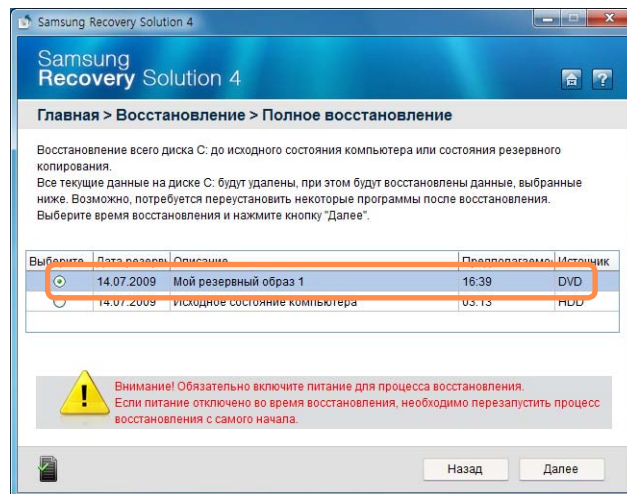 Samsung Recovery Solution 4
Samsung
Recovery Solution 4
Главная > Восстановление > Полное восстановление
Восстановление всего диска C: до исходного состояния компьютера или состояния резервного
копирования.
Все текущие данные на диске C: будут удалены, при этом будут восстановлены данные, выбранные
ниже. Возможно, потребуется переустановить некоторые программы после восстановления.
Выберите время восстановления и нажмите кнопку "Далее".
Выберите Дата резервн Описание Предполагаемо Источник
14.07.2009 Мой резервный образ 1 16:39 DVD
14.07.2009 Исходное состояние компьютера 03:13 HDD
Внимание! Обязательно включите питание для процесса восстановления.
Если питание отключено во время восстановления, необходимо перезапустить процесс
восстановления с самого начала.
Назад Далее